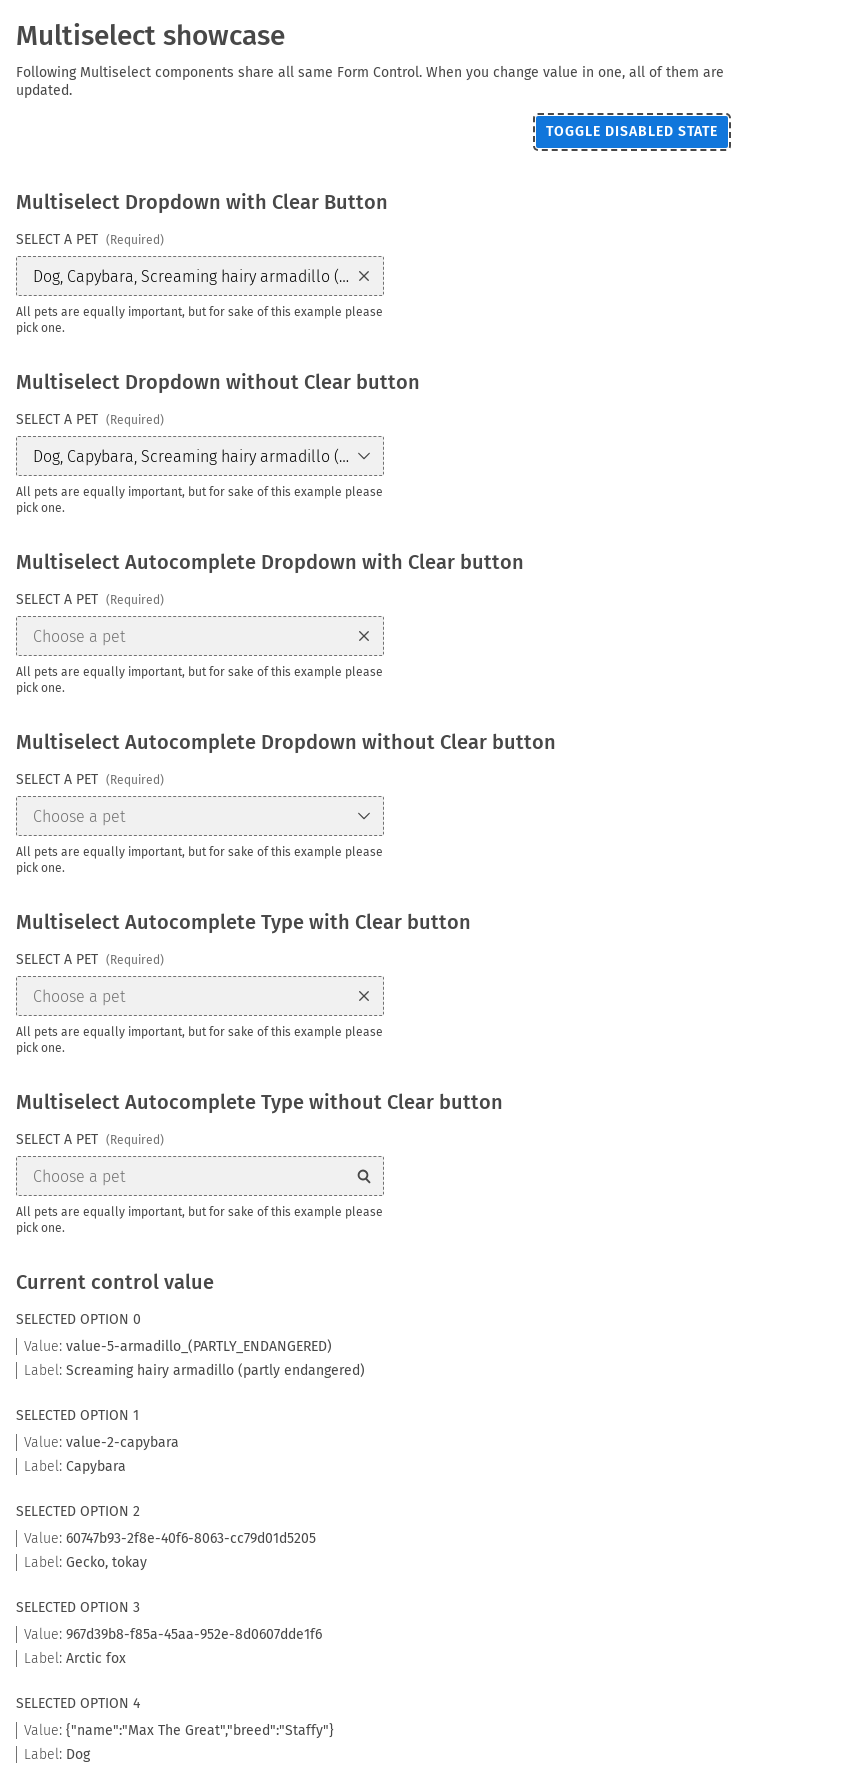 Multiselect showcase
Following Multiselect components share all same Form Control. When you change value in one, all of them are
updated.
TOGGLE DISABLED STATE
Multiselect Dropdown with Clear Button
SELECT A PET (Required)
Dog, Capybara, Screaming hairy armadillo (...
All pets are equally important, but for sake of this example please
pick one.
Multiselect Dropdown without Clear button
SELECT A PET (Required)
Dog, Capybara, Screaming hairy armadillo (...
All pets are equally important, but for sake of this example please
pick one.
Multiselect Autocomplete Dropdown with Clear button
SELECT A PET (Required)
Choose a pet
All pets are equally important, but for sake of this example please
pick one.
Multiselect Autocomplete Dropdown without Clear button
SELECT A PET (Required)
Choose a pet
All pets are equally important, but for sake of this example please
pick one.
Multiselect Autocomplete Type with Clear button
SELECT A PET (Required)
Choose a pet
All pets are equally important, but for sake of this example please
pick one.
Multiselect Autocomplete Type without Clear button
SELECT A PET (Required)
Choose a pet
All pets are equally important, but for sake of this example please
pick one.
Current control value
SELECTED OPTION 0
Value: value-5-armadillo_(PARTLY_ENDANGERED)
Label: Screaming hairy armadillo (partly endangered)
SELECTED OPTION 1
Value: value-2-capybara
Label: Capybara
SELECTED OPTION 2
Value: 60747b93-2f8e-40f6-8063-cc79d01d5205
Label: Gecko, tokay
SELECTED OPTION 3
Value: 967d39b8-f85a-45aa-952e-8d0607dde1f6
Label: Arctic fox
SELECTED OPTION 4
Value: {"name":"Max The Great","breed":"Staffy"}
Label: Dog